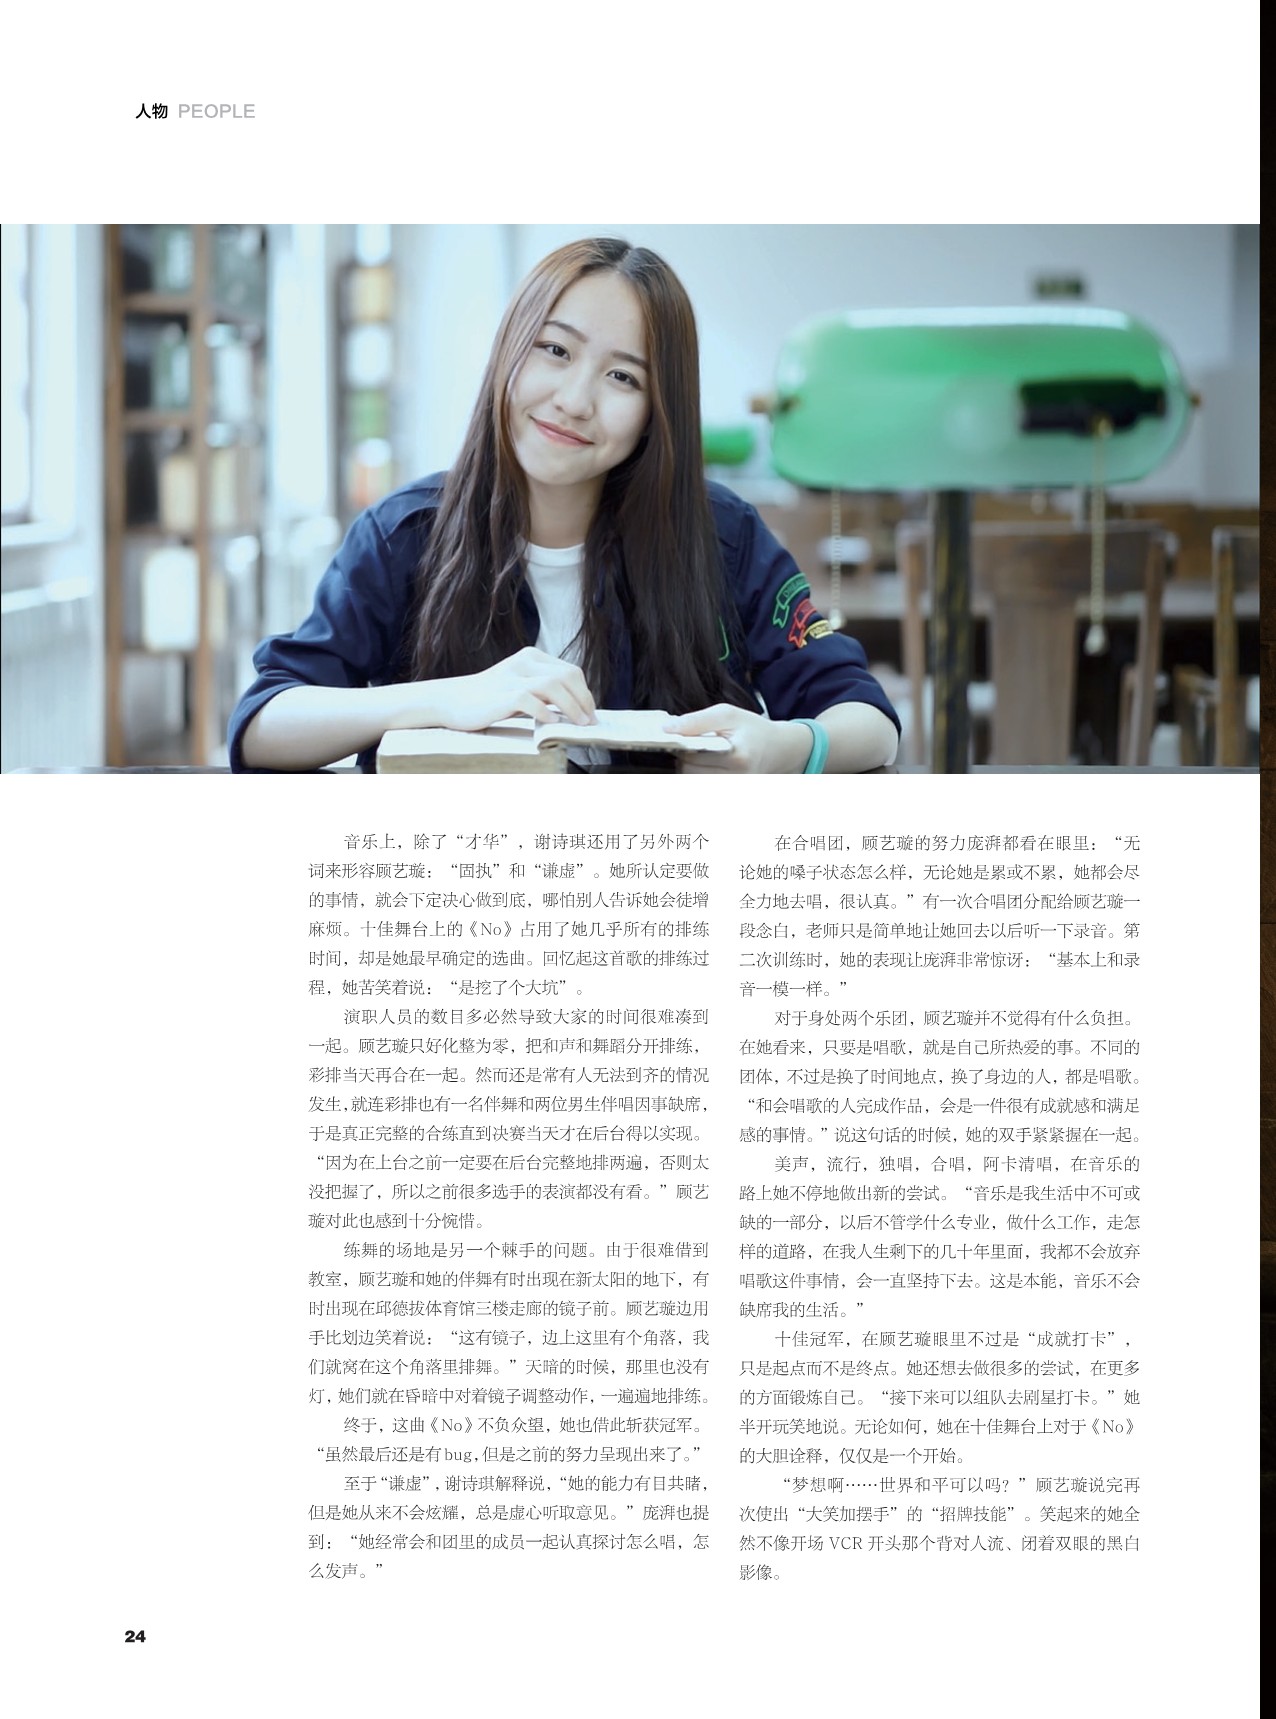 人物 PEOPLE
音乐上，除了“才华”，谢诗琪还用了另外两个
词来形容顾艺璇：“固执”和“谦虚”。她所认定要做
的事情，就会下定决心做到底，哪怕别人告诉她会徒增
麻烦。十佳舞台上的《No》占用了她几乎所有的排练
时间，却是她最早确定的选曲。回忆起这首歌的排练过
程，她苦笑着说：“是挖了个大坑”。
演职人员的数目多必然导致大家的时间很难凑到
一起。顾艺璇只好化整为零，把和声和舞蹈分开排练，
彩排当天再合在一起。然而还是常有人无法到齐的情况
发生，就连彩排也有一名伴舞和两位男生伴唱因事缺席，
于是真正完整的合练直到决赛当天才在后台得以实现。
“因为在上台之前一定要在后台完整地排两遍，否则太
没把握了，所以之前很多选手的表演都没有看。”顾艺
璇对此也感到十分惋惜。
练舞的场地是另一个棘手的问题。由于很难借到
教室，顾艺璇和她的伴舞有时出现在新太阳的地下，有
时出现在邱德拔体育馆三楼走廊的镜子前。顾艺璇边用
手比划边笑着说：“这有镜子，边上这里有个角落，我
们就窝在这个角落里排舞。”天暗的时候，那里也没有
灯，她们就在昏暗中对着镜子调整动作，一遍遍地排练。
终于，这曲《No》不负众望，她也借此斩获冠军。
“虽然最后还是有bug，但是之前的努力呈现出来了。”
至于“谦虚”，谢诗琪解释说，“她的能力有目共睹，
但是她从来不会炫耀，总是虚心听取意见。”庞湃也提
到：“她经常会和团里的成员一起认真探讨怎么唱，怎
么发声。”
在合唱团，顾艺璇的努力庞湃都看在眼里：“无
论她的嗓子状态怎么样，无论她是累或不累，她都会尽
全力地去唱，很认真。”有一次合唱团分配给顾艺璇一
段念白，老师只是简单地让她回去以后听一下录音。第
二次训练时，她的表现让庞湃非常惊讶：“基本上和录
音一模一样。”
对于身处两个乐团，顾艺璇并不觉得有什么负担。
在她看来，只要是唱歌，就是自己所热爱的事。不同的
团体，不过是换了时间地点，换了身边的人，都是唱歌。
“和会唱歌的人完成作品，会是一件很有成就感和满足
感的事情。”说这句话的时候，她的双手紧紧握在一起。
美声，流行，独唱，合唱，阿卡清唱，在音乐的
路上她不停地做出新的尝试。“音乐是我生活中不可或
缺的一部分，以后不管学什么专业，做什么工作，走怎
样的道路，在我人生剩下的几十年里面，我都不会放弃
唱歌这件事情，会一直坚持下去。这是本能，音乐不会
缺席我的生活。”
十佳冠军，在顾艺璇眼里不过是“成就打卡”，
只是起点而不是终点。她还想去做很多的尝试，在更多
的方面锻炼自己。“接下来可以组队去剧星打卡。”她
半开玩笑地说。无论如何，她在十佳舞台上对于《No》
的大胆诠释，仅仅是一个开始。
“梦想啊……世界和平可以吗？”顾艺璇说完再
次使出“大笑加摆手”的“招牌技能”。笑起来的她全
然不像开场 VCR 开头那个背对人流、闭着双眼的黑白
影像。
24